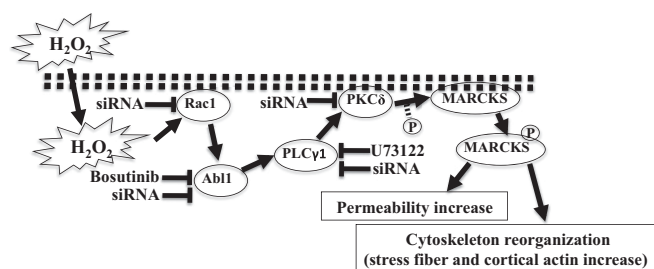 H₂O₂
siRNA
Rac1
siRNA
PKCδ
MARCKS
P
H₂O₂
P
MARCKS
Bosutinib
siRNA
Abl1
PLCγ1
U73122
siRNA
Permeability increase
Cytoskeleton reorganization
(stress fiber and cortical actin increase)